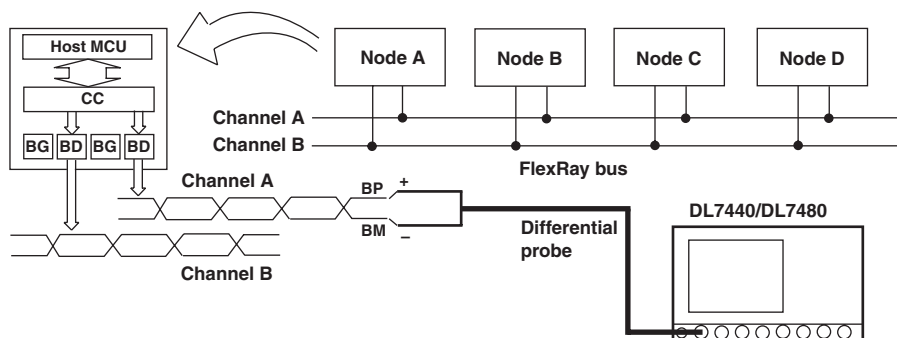 Host MCU
CC
BG BD BG BD
Node A Node B Node C Node D
Channel A
Channel B
FlexRay bus
Channel A
BP +
BM –
Channel B
Differential
probe
DL7440/DL7480